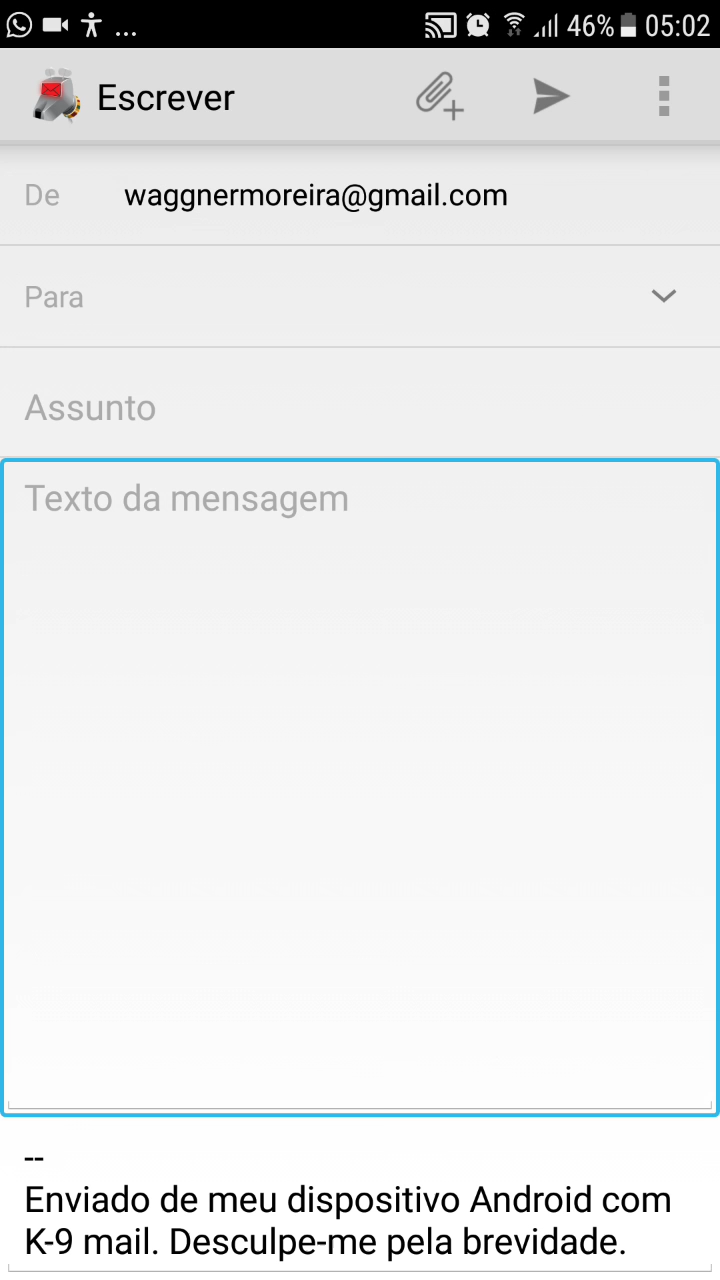 ... 46% 05:02
Escrever
De waggnermoreira@gmail.com
Para
Assunto
Texto da mensagem
--
Enviado de meu dispositivo Android com
K-9 mail. Desculpe-me pela brevidade.